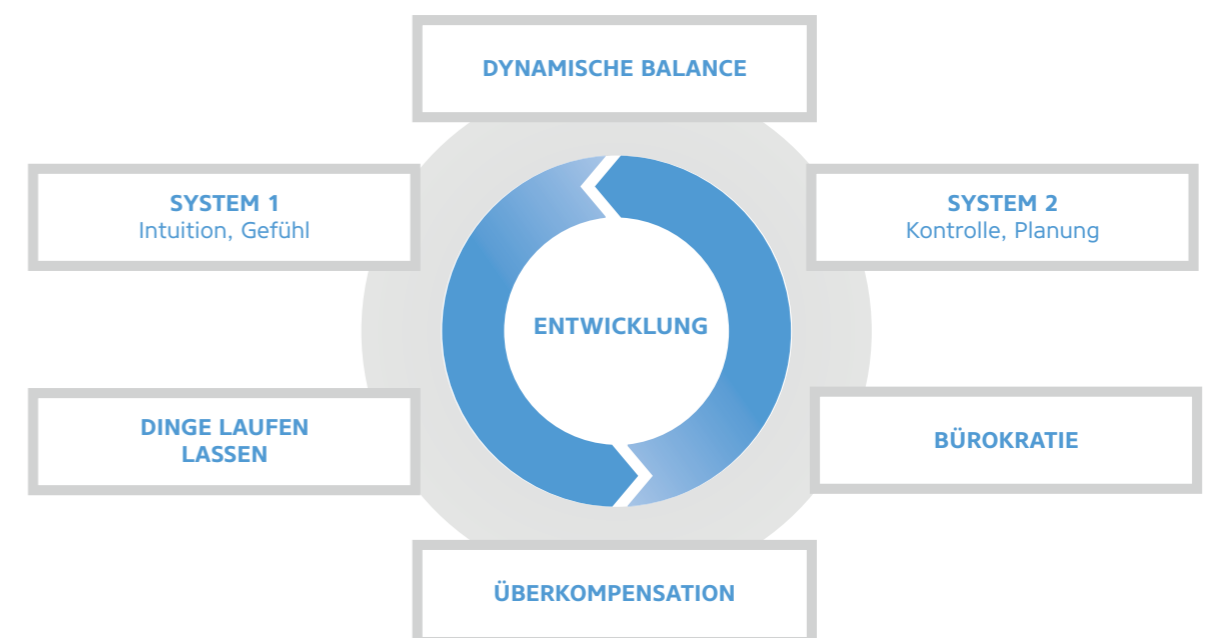 DYNAMISCHE BALANCE
SYSTEM 1
Intuition, Gefühl
SYSTEM 2
Kontrolle, Planung
ENTWICKLUNG
DINGE LAUFEN
LASSEN
BÜROKRATIE
ÜBERKOMPENSATION